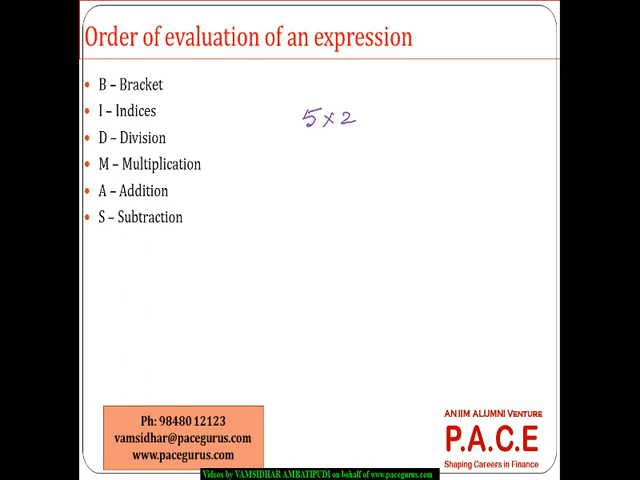 Order of evaluation of an expression
• B – Bracket
• I – Indices
5 × 2
• D – Division
• M – Multiplication
• A – Addition
• S – Subtraction
Ph: 98480 12123
vamsidhar@pacegurus.com
www.pacegurus.com
AN IIM ALUMNI VENTURE
P.A.C.E
Shaping Careers in Finance
Videos by VAMSIDHAR AMBATIPUDI on behalf of www.pacegurus.com